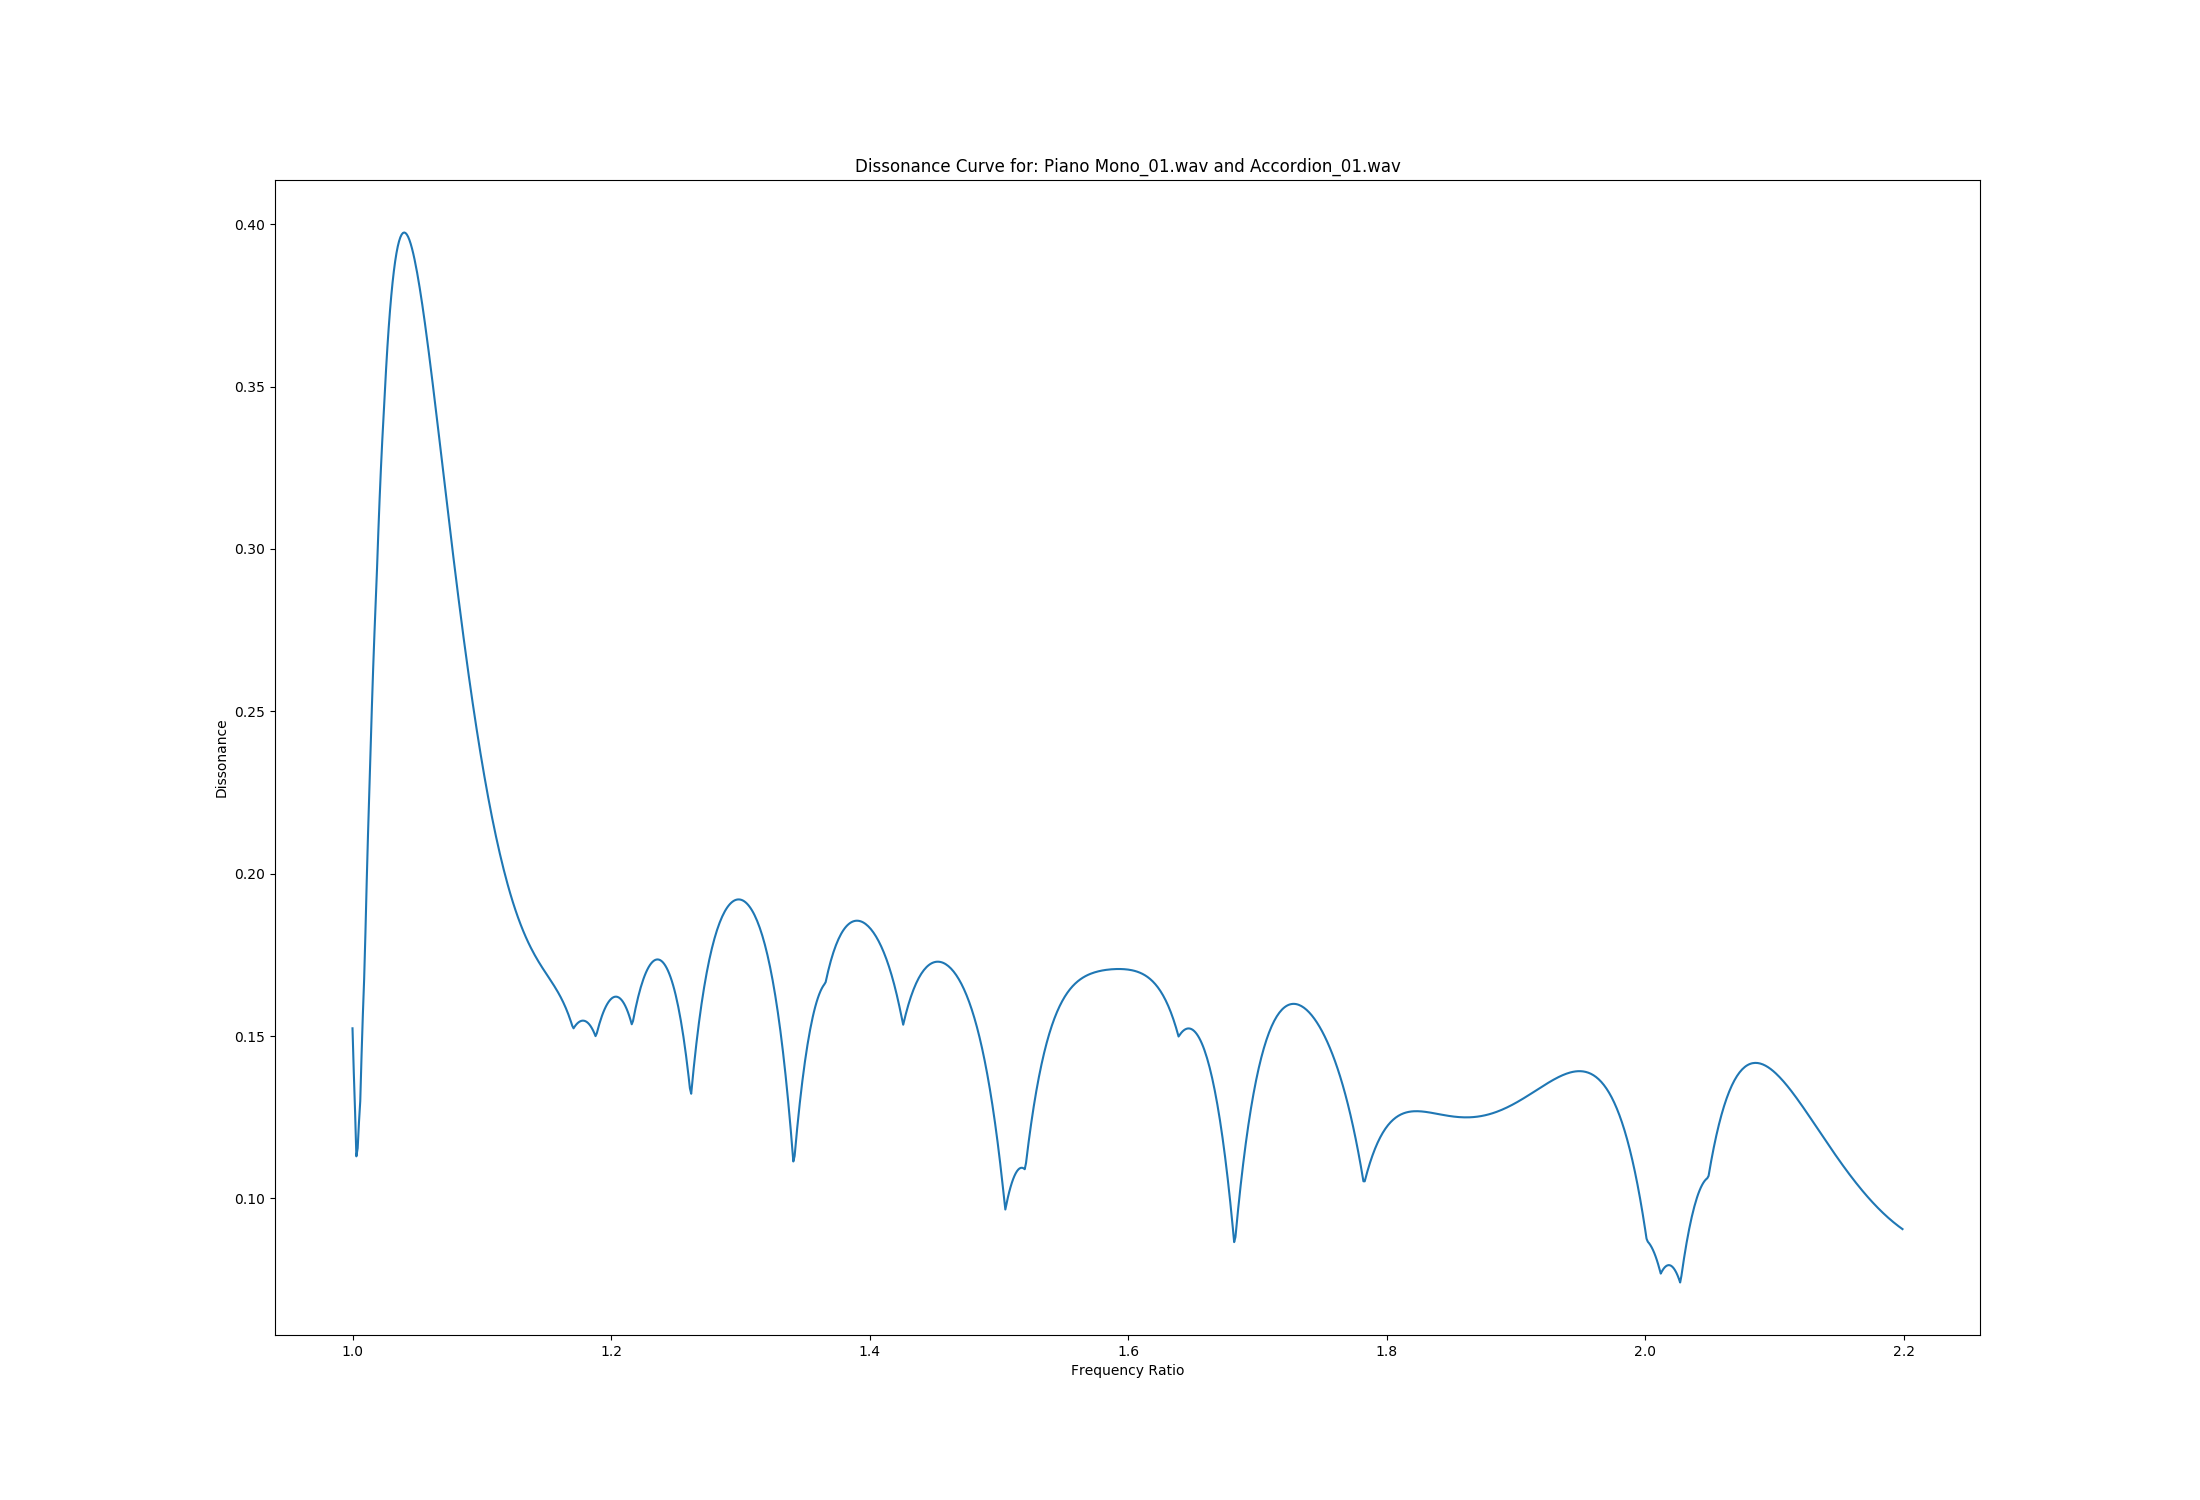 Dissonance Curve for: Piano Mono_01.wav and Accordion_01.wav
0.40
0.35
0.30
0.25
0.20
0.15
0.10
Dissonance
1.0 1.2 1.4 1.6 1.8 2.0 2.2
Frequency Ratio